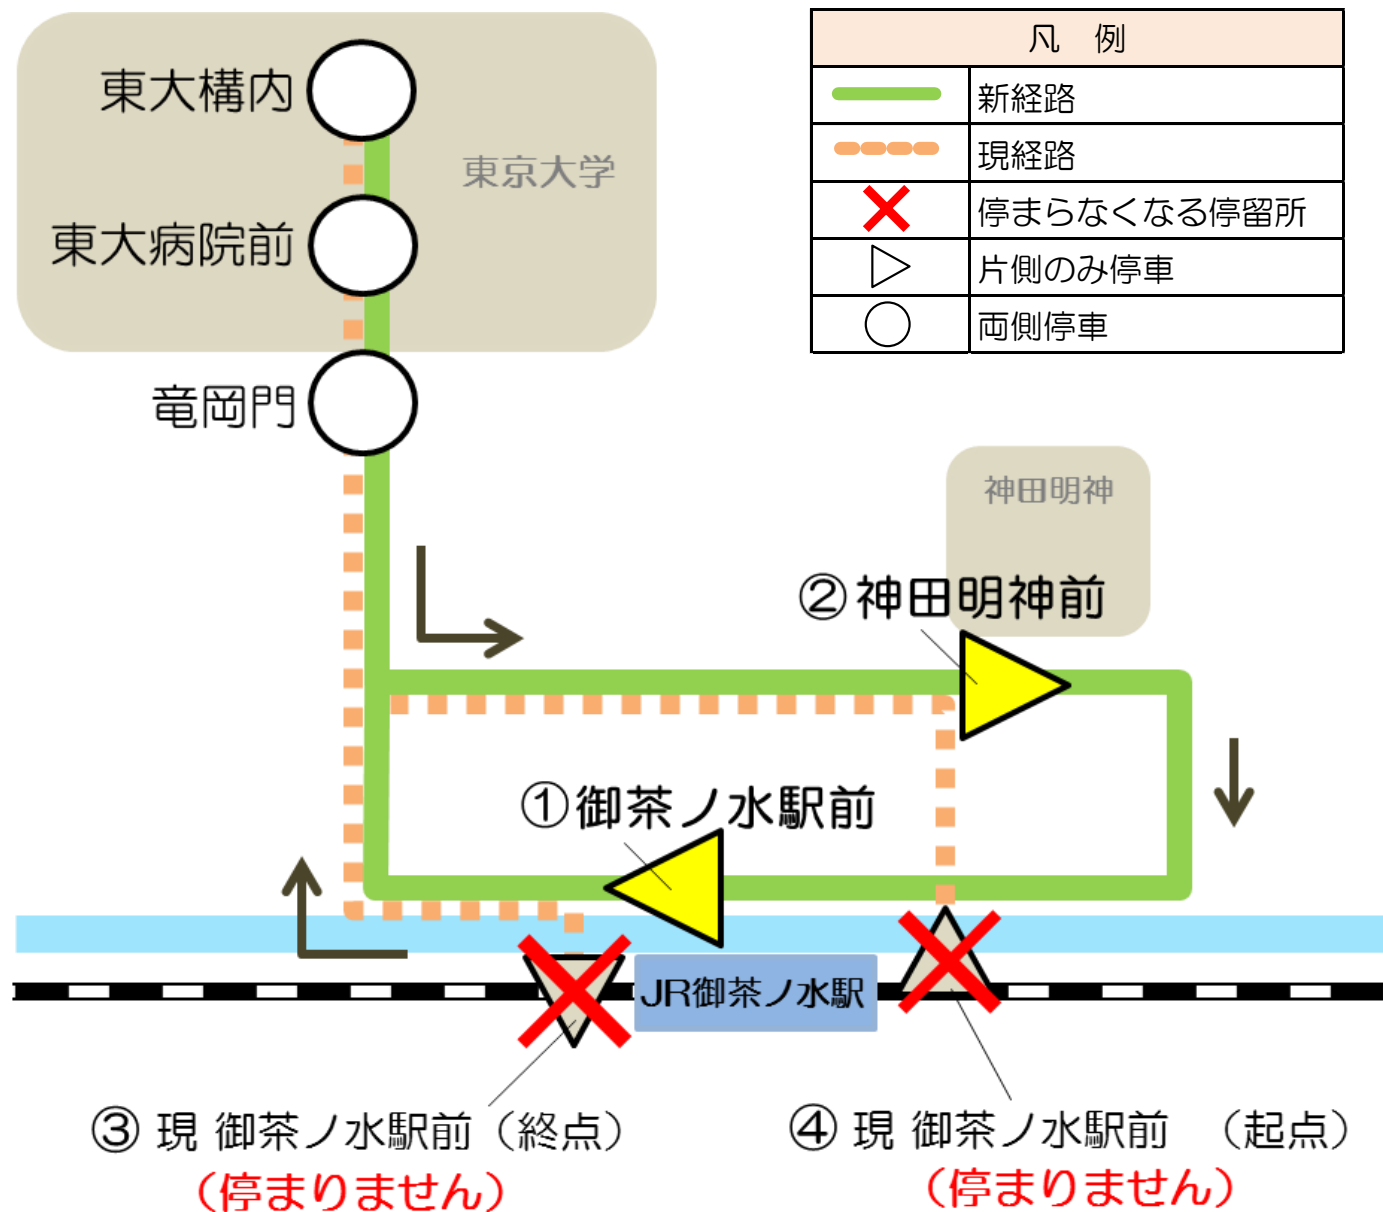 凡 例
新経路
現経路
停まらなくなる停留所
片側のみ停車
両側停車
東大構内
東京大学
東大病院前
竜岡門
神田明神
②神田明神前
①御茶ノ水駅前
JR御茶ノ水駅
③ 現 御茶ノ水駅前（終点）
（停まりません）
④ 現 御茶ノ水駅前 （起点）
（停まりません）